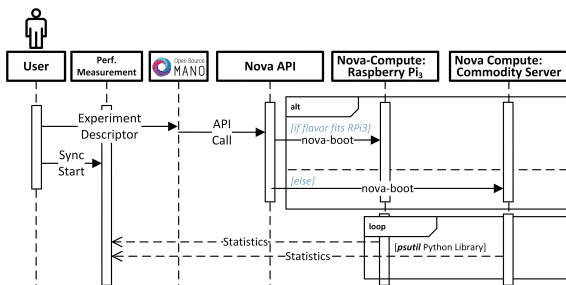 User
Perf.
Measurement
Open Source
MANO
Nova API
Nova-Compute:
Raspberry Pi3
Nova Compute:
Commodity Server
alt
Experiment
Descriptor
API
Call
[if flavor fits RPi3]
nova-boot
Sync
Start
[else]
nova-boot
loop
Statistics
[psutil Python Library]
Statistics